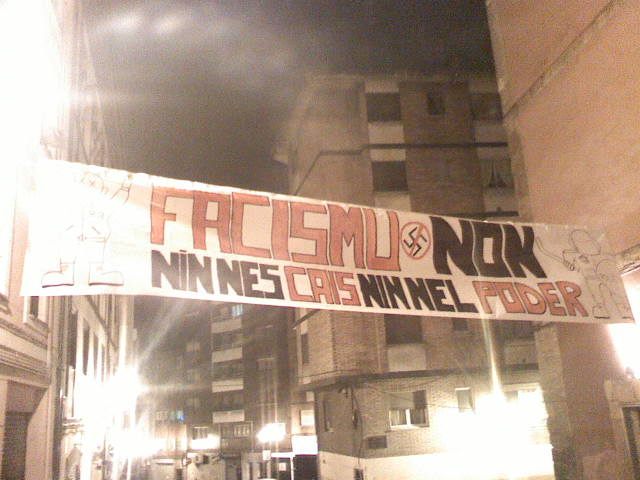 FACISMU NON
NIN NES CAIS NIN NEL PODER